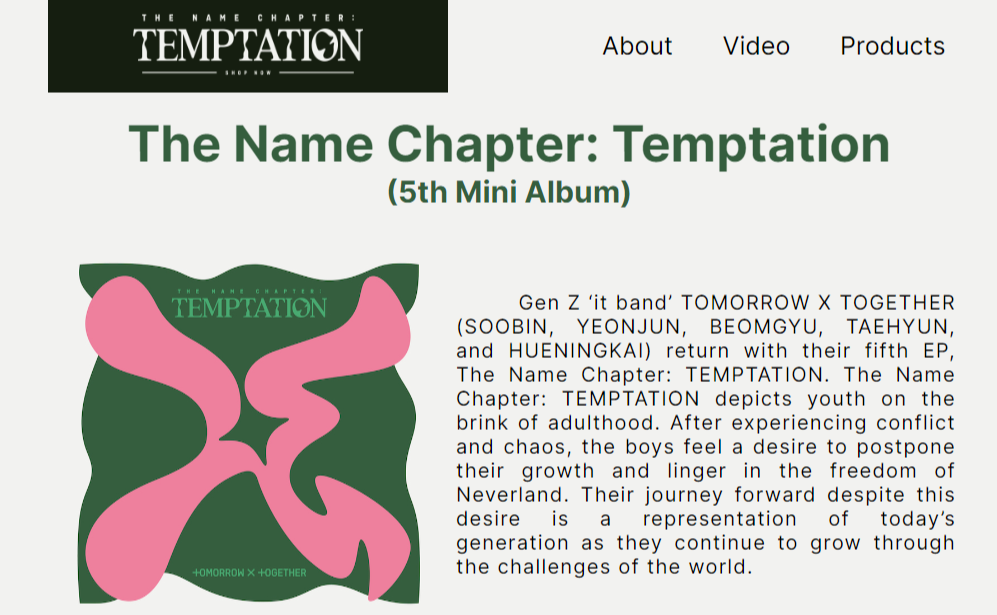 THE NAME CHAPTER:
TEMPTATION
SHOP NOW
About Video Products
The Name Chapter: Temptation
(5th Mini Album)
THE NAME CHAPTER:
TEMPTATION
TOMORROW X TOGETHER
Gen Z ‘it band’ TOMORROW X TOGETHER
(SOOBIN, YEONJUN, BEOMGYU, TAEHYUN,
and HUENINGKAI) return with their fifth EP,
The Name Chapter: TEMPTATION. The Name
Chapter: TEMPTATION depicts youth on the
brink of adulthood. After experiencing conflict
and chaos, the boys feel a desire to postpone
their growth and linger in the freedom of
Neverland. Their journey forward despite this
desire is a representation of today’s
generation as they continue to grow through
the challenges of the world.